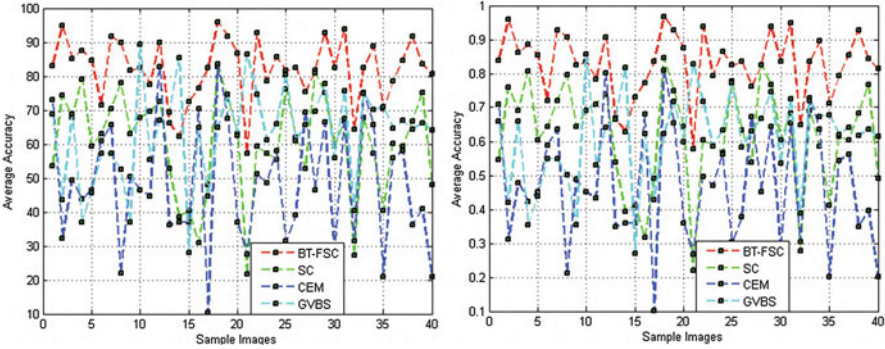 100
90
80
70
60
50
40
30
20
10
Average Accuracy
0 5 10 15 20 25 30 35 40
Sample Images
BT-FSC
SC
CEM
GVBS
1
0.9
0.8
0.7
0.6
0.5
0.4
0.3
0.2
0.1
Average Accuracy
0 5 10 15 20 25 30 35 40
Sample Images
BT-FSC
SC
CEM
GVBS